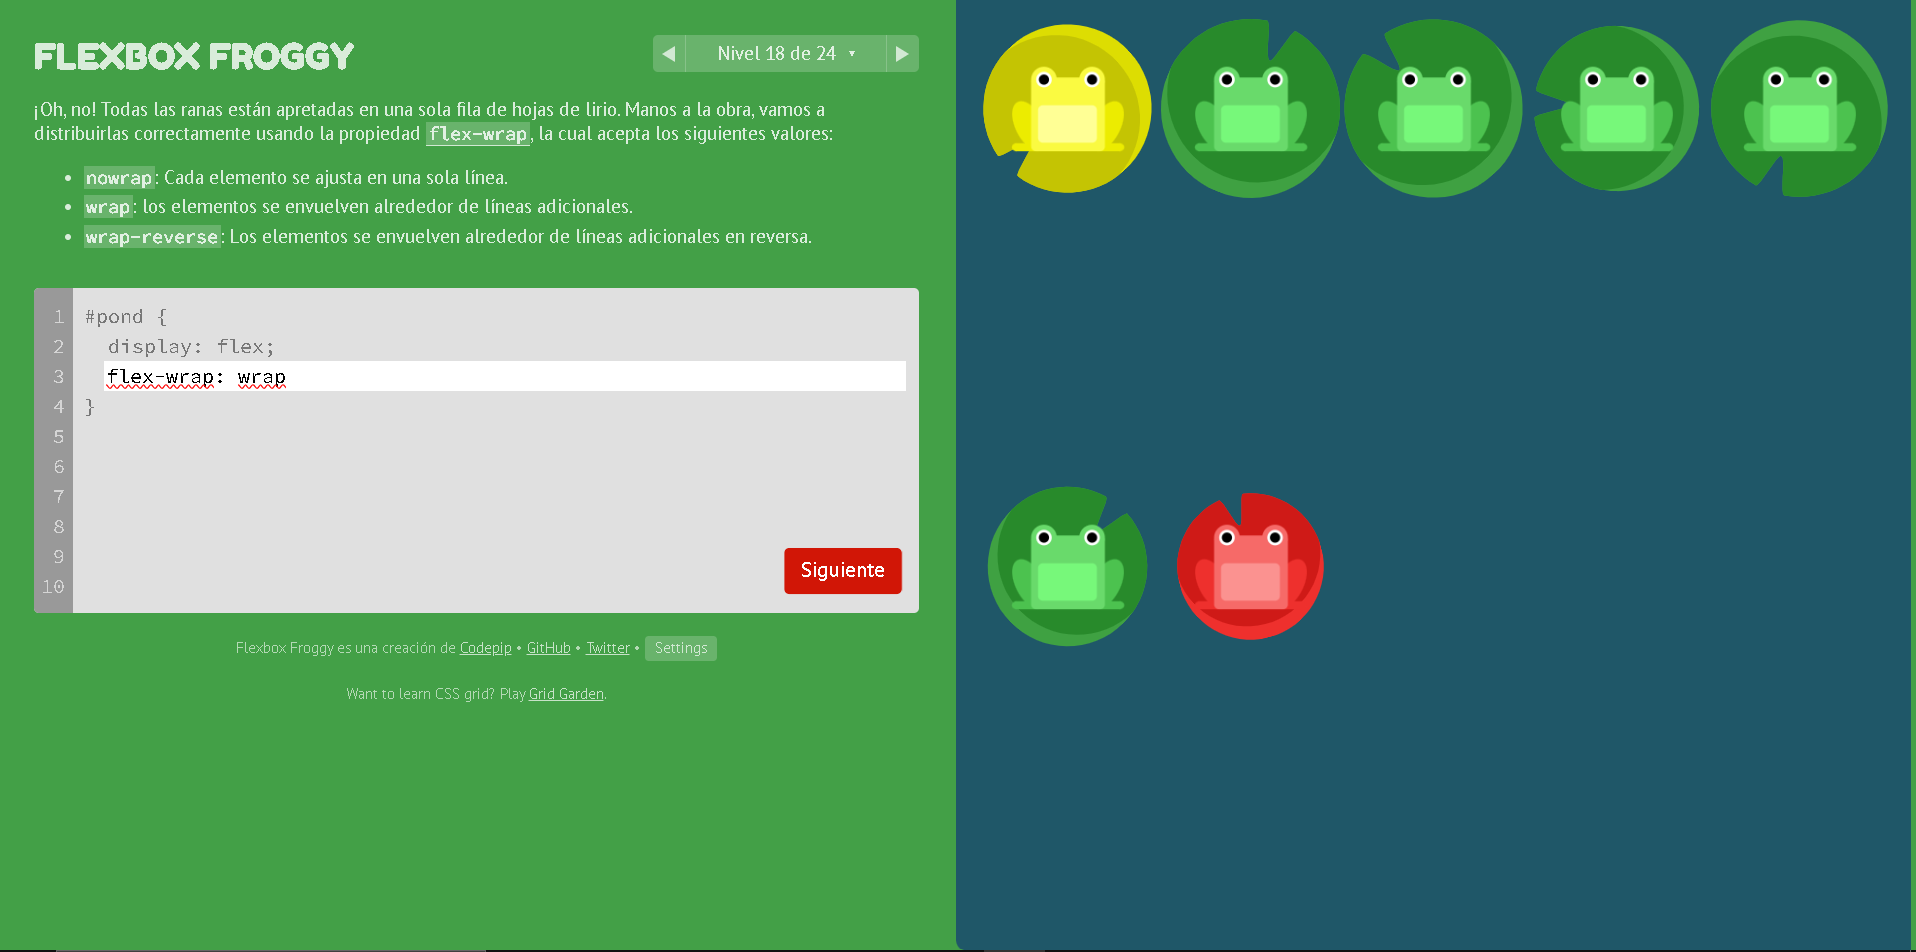 FLEXBOX FROGGY
Nivel 18 de 24
¡Oh, no! Todas las ranas están apretadas en una sola fila de hojas de lirio. Manos a la obra, vamos a
distribuirlas correctamente usando la propiedad flex-wrap, la cual acepta los siguientes valores:
• nowrap: Cada elemento se ajusta en una sola línea.
• wrap: los elementos se envuelven alrededor de líneas adicionales.
• wrap-reverse: Los elementos se envuelven alrededor de líneas adicionales en reversa.
1 #pond {
2 display: flex;
3 flex-wrap: wrap
4 }
5
6
7
8
9
10
Siguiente
Flexbox Froggy es una creación de Codepip • GitHub • Twitter • Settings
Want to learn CSS grid? Play Grid Garden.